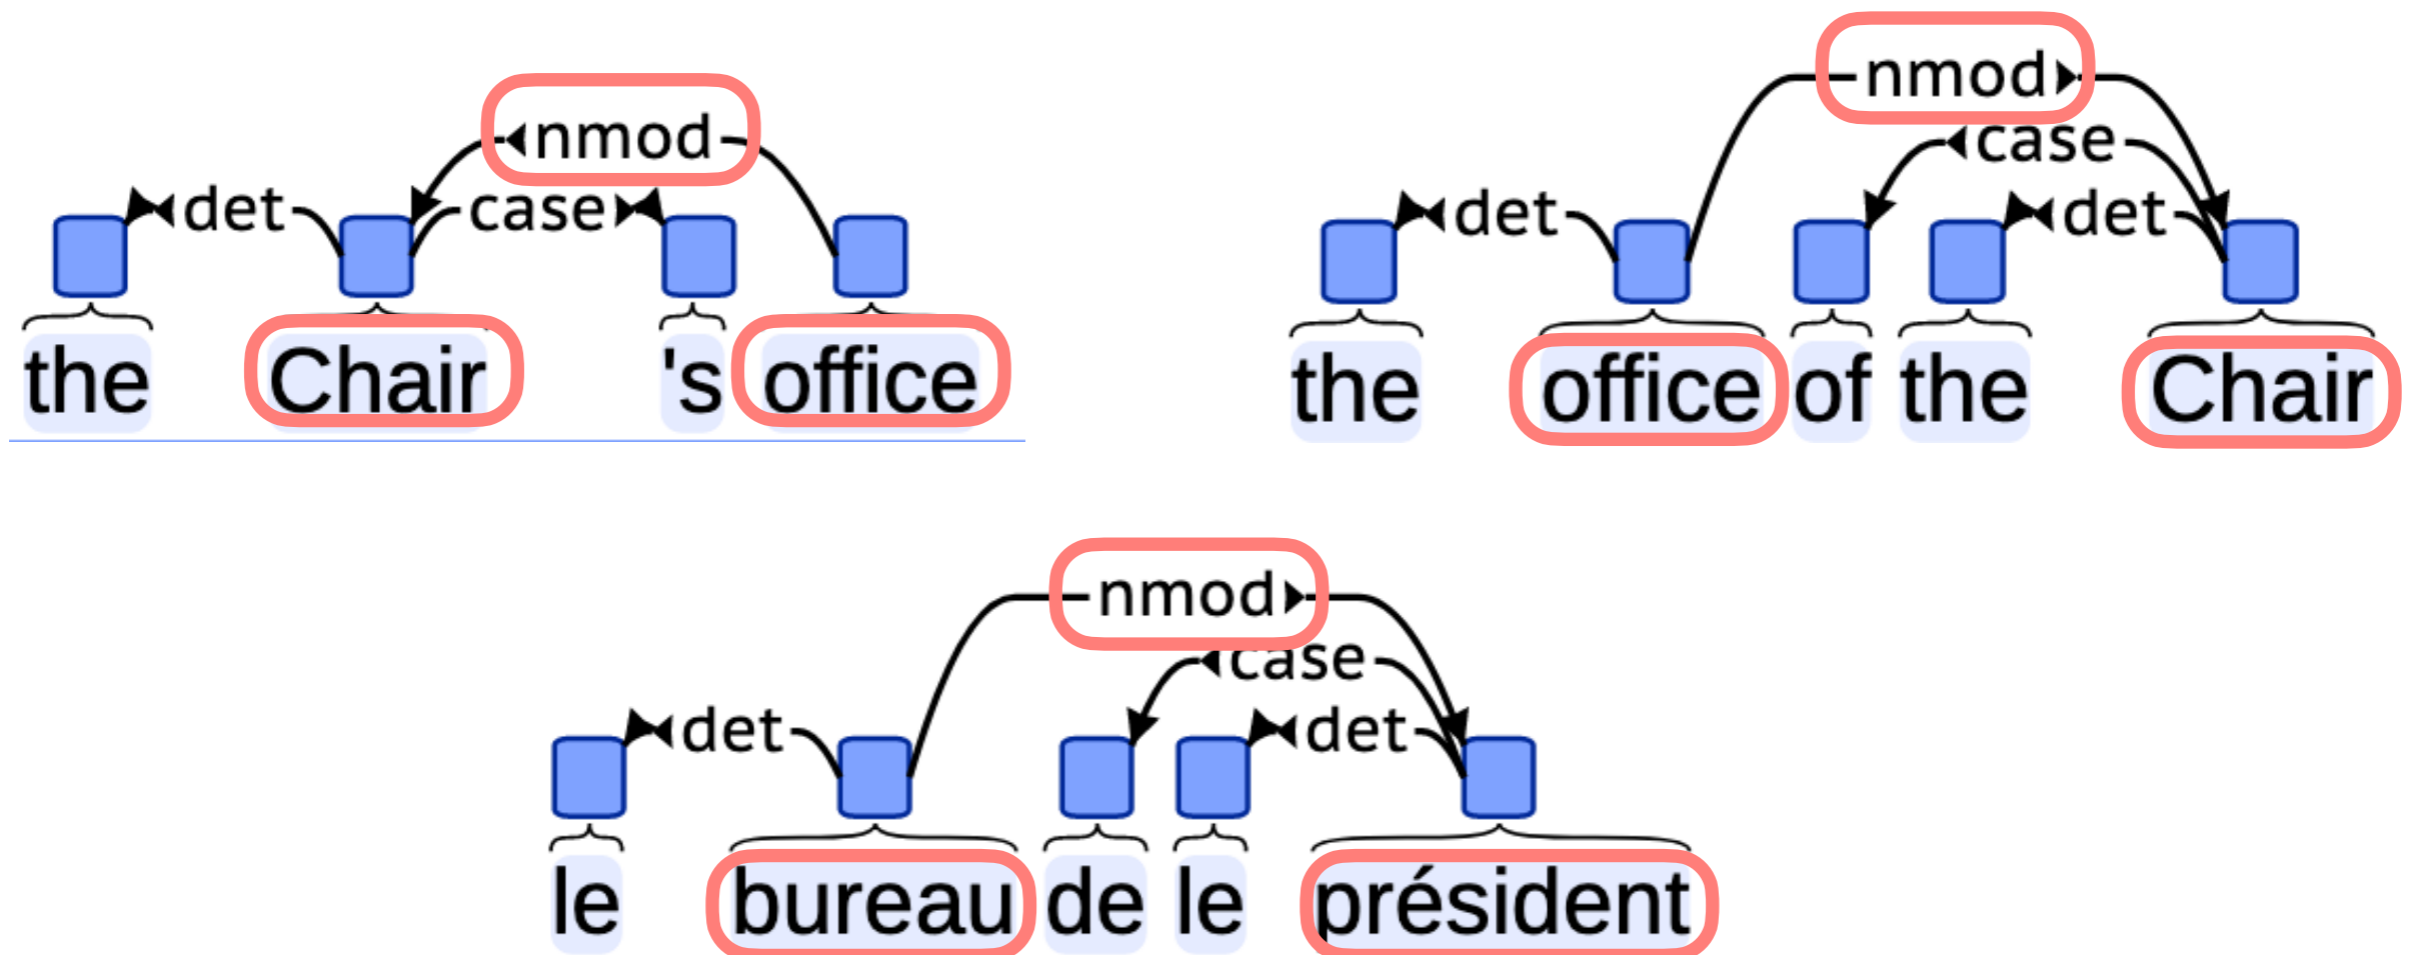 nmod
det case
the Chair 's office
nmod
case
det det
the office of the Chair
nmod
case
det det
le bureau de le président